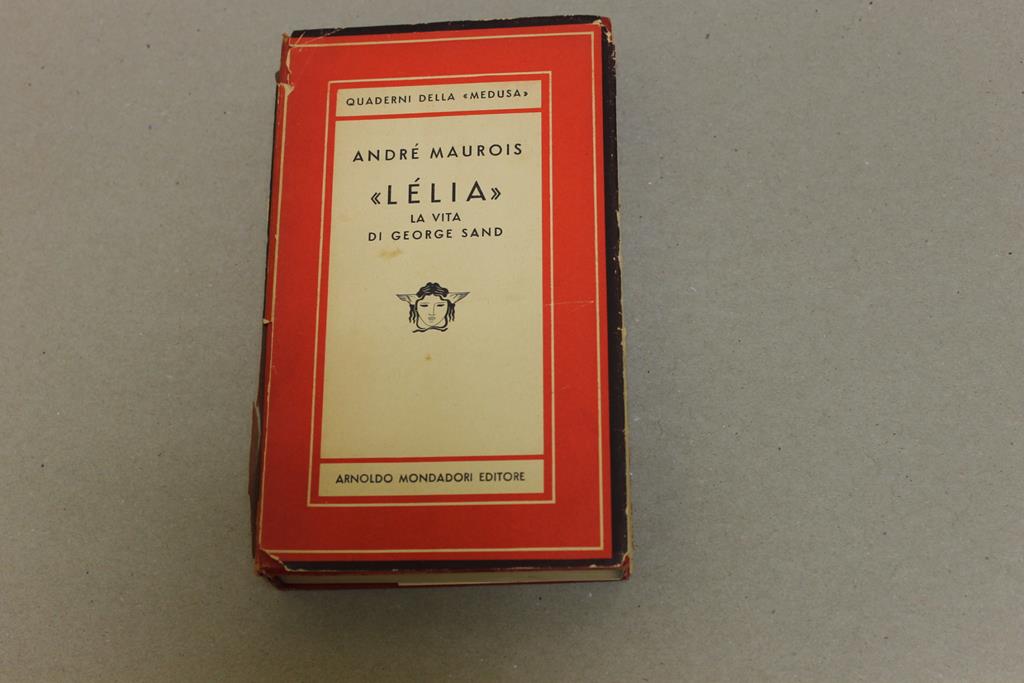 QUADERNI DELLA «MEDUSA»
ANDRÉ MAUROIS
«LÉLIA»
LA VITA
DI GEORGE SAND
ARNOLDO MONDADORI EDITORE